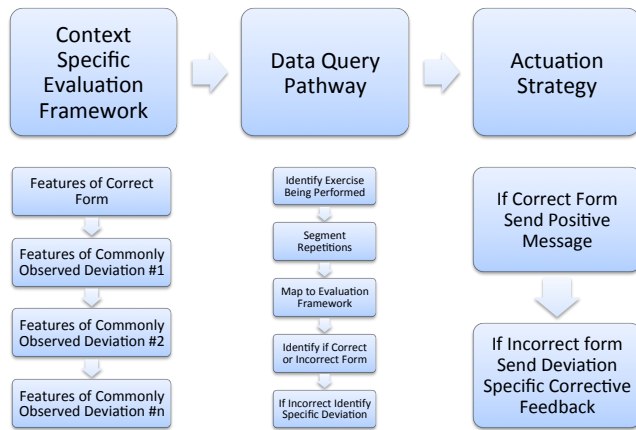 Context
Specific
Evaluation
Framework
Data Query
Pathway
Actuation
Strategy
Features of Correct
Form
Features of Commonly
Observed Deviation #1
Features of Commonly
Observed Deviation #2
Features of Commonly
Observed Deviation #n
Identify Exercise
Being Performed
Segment
Repetitions
Map to Evaluation
Framework
Identify if Correct
or Incorrect Form
If Incorrect Identify
Specific Deviation
If Correct Form
Send Positive
Message
If Incorrect form
Send Deviation
Specific Corrective
Feedback